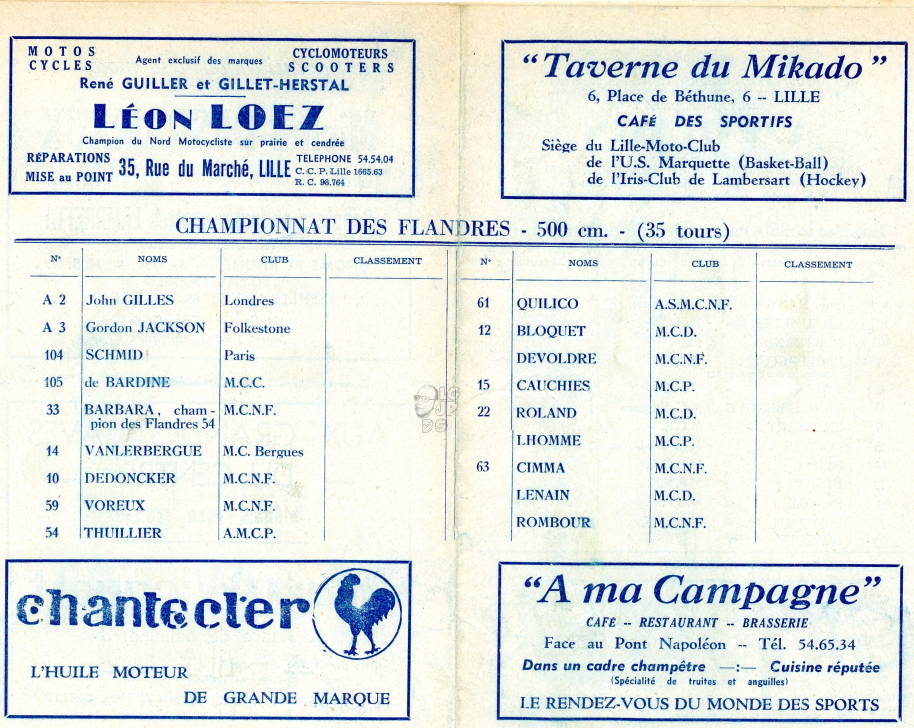 MOTOS
CYCLES
Agent exclusif des marques
CYCLOMOTEURS
SCOOTERS
René GUILLER et GILLET-HERSTAL
LÉON LOEZ
Champion du Nord Motocycliste sur prairie et cendrée
RÉPARATIONS
MISE au POINT
35, Rue du Marché, LILLE
TELEPHONE 54.54.04
C. C. P. Lille 1665.63
R. C. 98.764
"Taverne du Mikado"
6, Place de Béthune, 6 -- LILLE
CAFÉ DES SPORTIFS
Siège du Lille-Moto-Club
de l'U.S. Marquette (Basket-Ball)
de l'Iris-Club de Lambersart (Hockey)
CHAMPIONNAT DES FLANDRES - 500 cm. - (35 tours)
N° NOMS CLUB CLASSEMENT
A 2 John GILLES Londres
A 3 Gordon JACKSON Folkestone
104 SCHMID Paris
105 de BARDINE M.C.C.
33 BARBARA, cham- M.C.N.F.
pion des Flandres 54
14 VANLERBERGUE M.C. Bergues
10 DEDONCKER M.C.N.F.
59 VOREUX M.C.N.F.
54 THUILLIER A.M.C.P.
N° NOMS CLUB CLASSEMENT
61 QUILICO A.S.M.C.N.F.
12 BLOQUET M.C.D.
DEVOLDRE M.C.N.F.
15 CAUCHIES M.C.P.
22 ROLAND M.C.D.
LHOMME M.C.P.
63 CIMMA M.C.N.F.
LENAIN M.C.D.
ROMBOUR M.C.N.F.
chantecler
L'HUILE MOTEUR
DE GRANDE MARQUE
"A ma Campagne"
CAFÉ -- RESTAURANT -- BRASSERIE
Face au Pont Napoléon -- Tél. 54.65.34
Dans un cadre champêtre —:— Cuisine réputée
(Spécialité de truites et anguilles)
LE RENDEZ-VOUS DU MONDE DES SPORTS